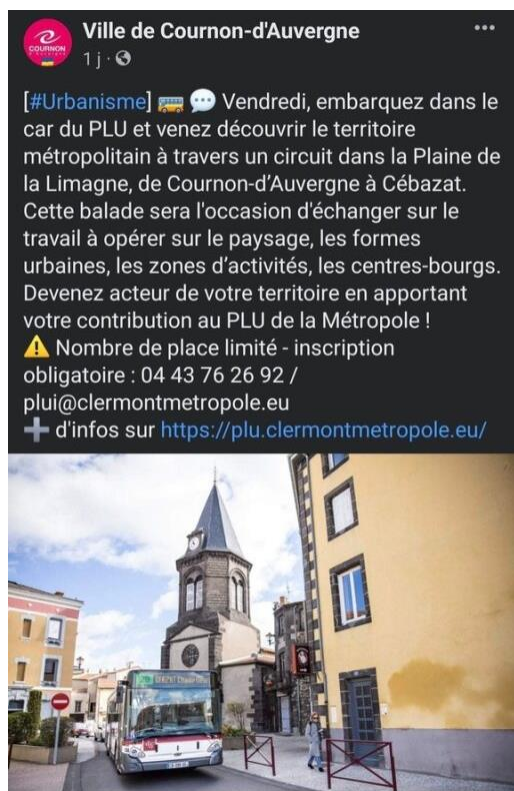 Ville de Cournon-d'Auvergne
COURNON
1 j
[#Urbanisme] 🚌 💬 Vendredi, embarquez dans le
car du PLU et venez découvrir le territoire
métropolitain à travers un circuit dans la Plaine de
la Limagne, de Cournon-d’Auvergne à Cébazat.
Cette balade sera l'occasion d'échanger sur le
travail à opérer sur le paysage, les formes
urbaines, les zones d’activités, les centres-bourgs.
Devenez acteur de votre territoire en apportant
votre contribution au PLU de la Métropole !
⚠️ Nombre de place limité - inscription
obligatoire : 04 43 76 26 92 /
plui@clermontmetropole.eu
➕ d'infos sur https://plu.clermontmetropole.eu/